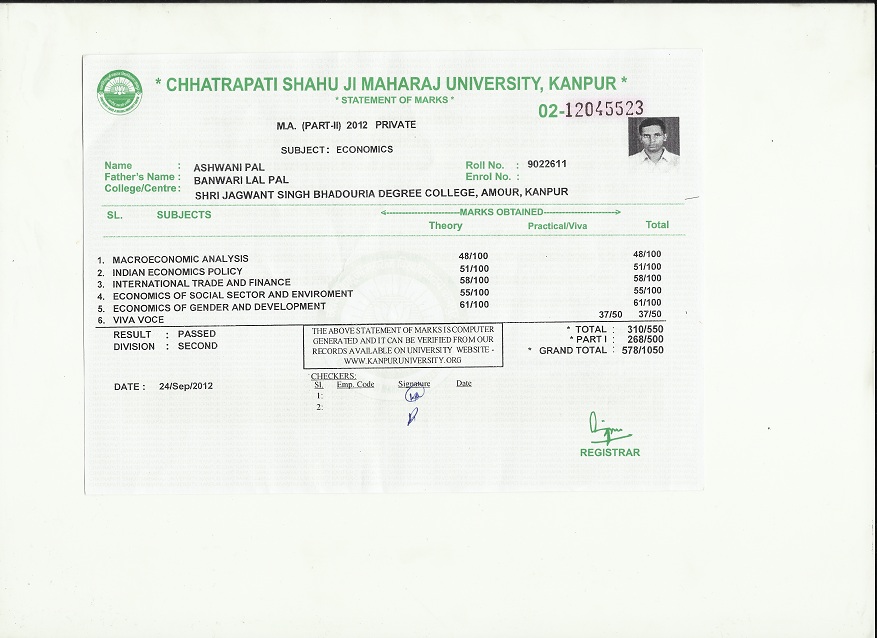 * CHHATRAPATI SHAHU JI MAHARAJ UNIVERSITY, KANPUR *
* STATEMENT OF MARKS *
02-12045523
M.A. (PART-II) 2012 PRIVATE
SUBJECT: ECONOMICS
Name : ASHWANI PAL Roll No. : 9022611
Father's Name : BANWARI LAL PAL Enrol No. :
College/Centre: SHRI JAGWANT SINGH BHADOURIA DEGREE COLLEGE, AMOUR, KANPUR
SL. SUBJECTS MARKS OBTAINED
Theory Practical/Viva Total
1. MACROECONOMIC ANALYSIS 48/100 48/100
2. INDIAN ECONOMICS POLICY 51/100 51/100
3. INTERNATIONAL TRADE AND FINANCE 58/100 58/100
4. ECONOMICS OF SOCIAL SECTOR AND ENVIROMENT 55/100 55/100
5. ECONOMICS OF GENDER AND DEVELOPMENT 61/100 61/100
6. VIVA VOCE 37/50 37/50
RESULT : PASSED
DIVISION : SECOND
THE ABOVE STATEMENT OF MARKS IS COMPUTER
GENERATED AND IT CAN BE VERIFIED FROM OUR
RECORDS AVAILABLE ON UNIVERSITY WEBSITE -
WWW.KANPURUNIVERSITY.ORG
* TOTAL : 310/550
* PART I : 268/500
* GRAND TOTAL : 578/1050
DATE : 24/Sep/2012
CHECKERS:
Sl. Emp. Code Signature Date
1:
2:
REGISTRAR